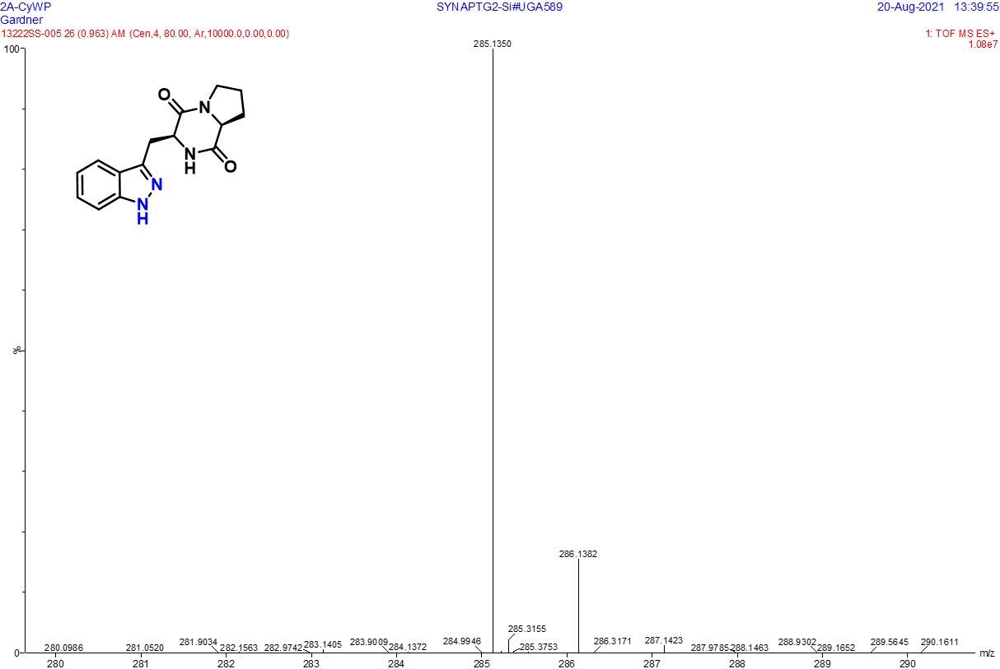 2A-CyWP SYNAPTG2-Si#UGA589 20-Aug-2021 13:39:55
Gardner
13222SS-005 26 (0.963) AM (Cen,4, 80.00, Ar,10000.0,0.00,0.00) 1: TOF MS ES+
1.08e7
100
285.1350
O
N
N
H
O
N
N
H
%
286.1382
285.3155
280.0986 281.0520 281.9034 282.1563 282.9742 283.1405 283.9009 284.1372 284.9946 285.3753 286.3171 287.1423 287.9785 288.1463 288.9302 289.1652 289.5645 290.1611
0
m/z
280 281 282 283 284 285 286 287 288 289 290